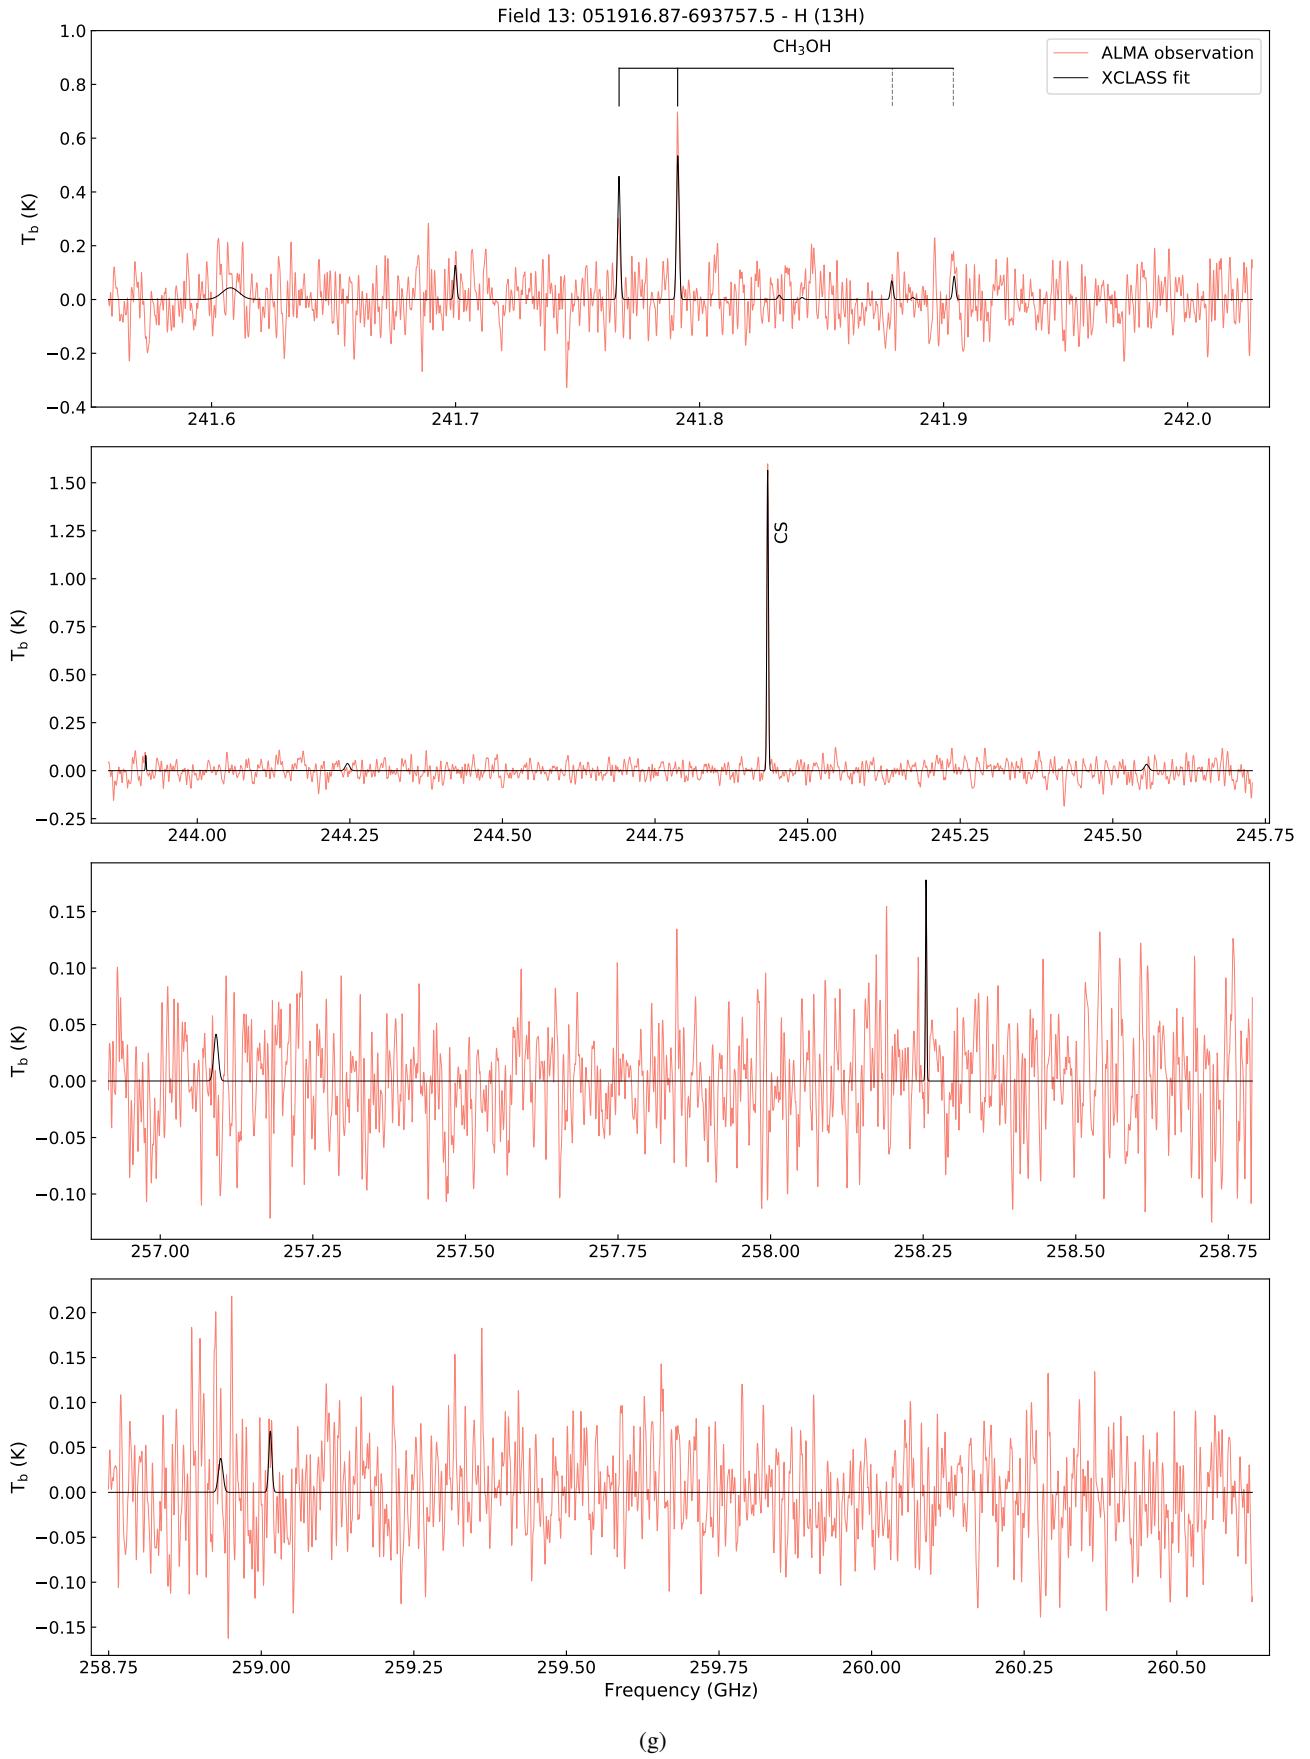 Field 13: 051916.87-693757.5 - H (13H)
CH₃OH
ALMA observation
XCLASS fit
1.0
0.8
0.6
0.4
0.2
0.0
−0.2
−0.4
T_b (K)
241.6 241.7 241.8 241.9 242.0
1.50
1.25
1.00
0.75
0.50
0.25
0.00
−0.25
T_b (K)
CS
244.00 244.25 244.50 244.75 245.00 245.25 245.50 245.75
0.15
0.10
0.05
0.00
−0.05
−0.10
T_b (K)
257.00 257.25 257.50 257.75 258.00 258.25 258.50 258.75
0.20
0.15
0.10
0.05
0.00
−0.05
−0.10
−0.15
T_b (K)
258.75 259.00 259.25 259.50 259.75 260.00 260.25 260.50
Frequency (GHz)
(g)